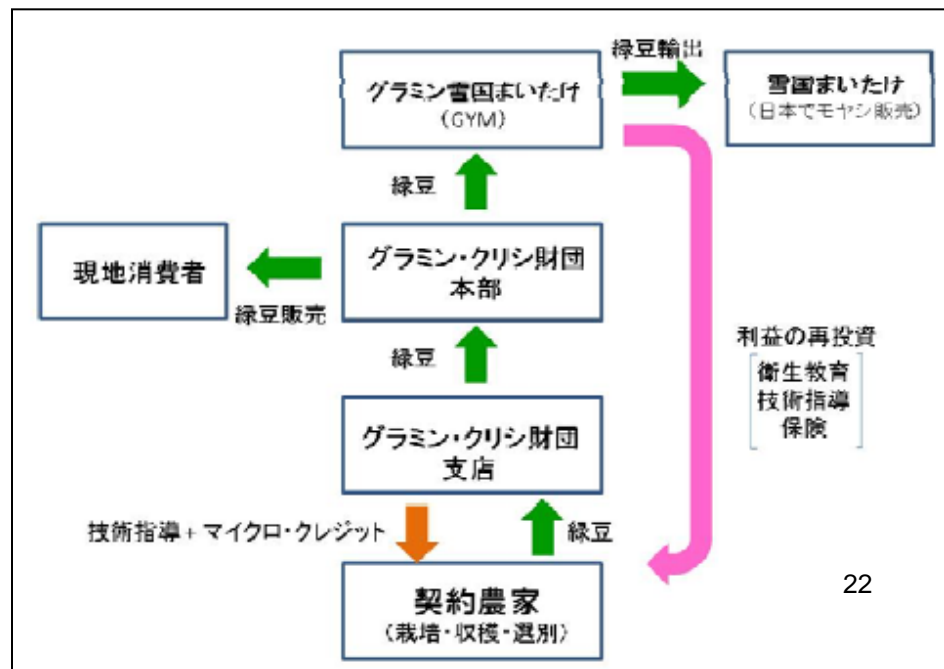 緑豆輸出
グラミン雪国まいたけ
(GYM)
雪国まいたけ
(日本でモヤシ販売)
緑豆
現地消費者
グラミン・クリシ財団
本部
緑豆販売
緑豆
利益の再投資
衛生教育
技術指導
保険
グラミン・クリシ財団
支店
技術指導+マイクロ・クレジット
緑豆
契約農家
(栽培・収穫・選別)
22